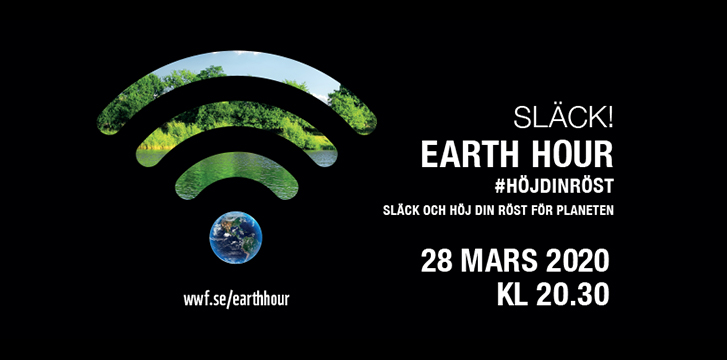 SLÄCK!
EARTH HOUR
#HÖJDINRÖST
SLÄCK OCH HÖJ DIN RÖST FÖR PLANETEN
28 MARS 2020
KL 20.30
wwf.se/earthhour